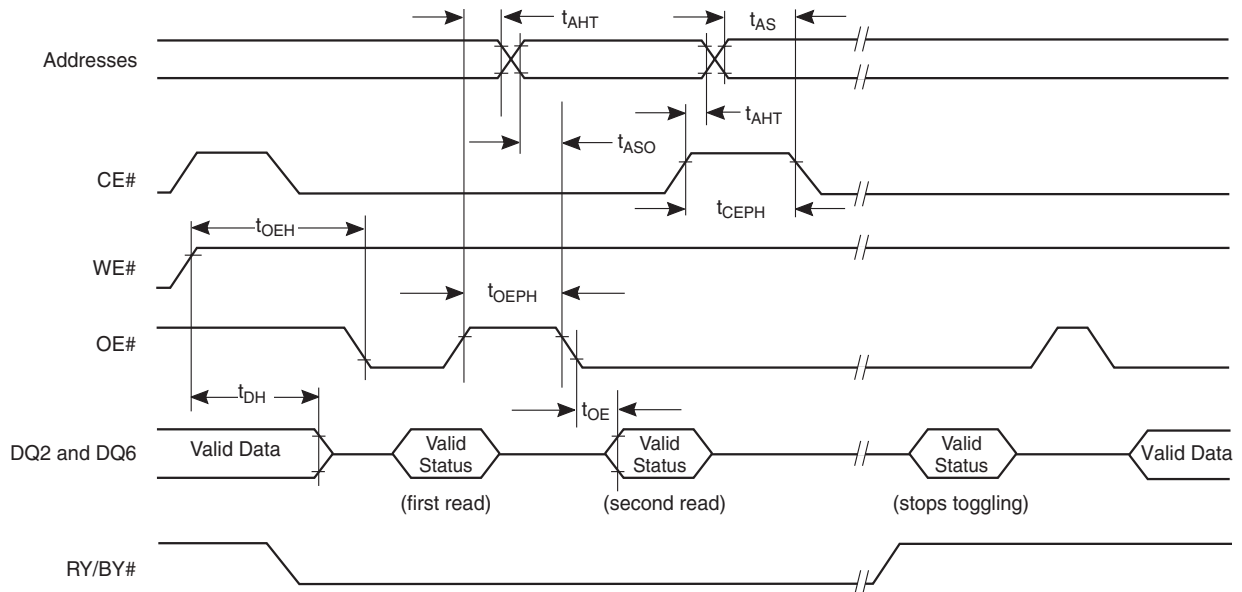 tAHT
tAS
Addresses
tAHT
tASO
CE#
tCEPH
tOEH
WE#
tOEPH
OE#
tDH
tOE
DQ2 and DQ6
Valid Data
Valid
Status
Valid
Status
Valid
Status
Valid Data
(first read)
(second read)
(stops toggling)
RY/BY#